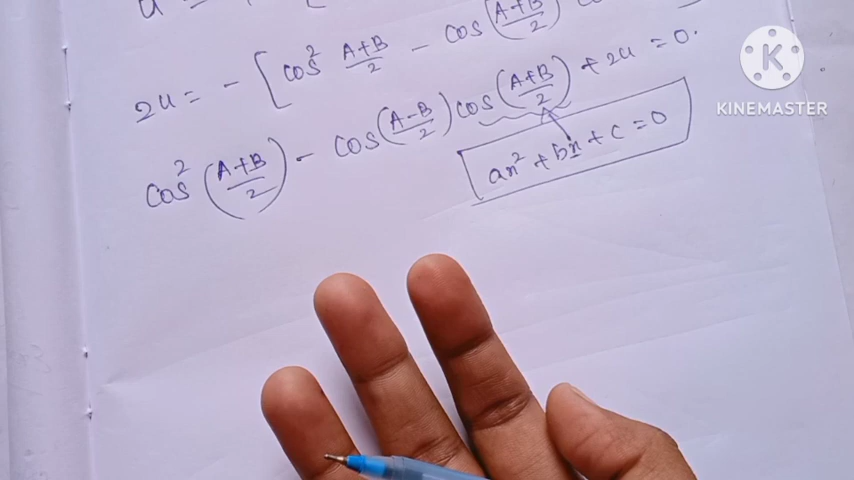 2u = - [ cos² A+B/2 - cos (A+B/2)
cos² (A+B/2) - cos (A-B/2) cos (A+B/2) + 2u = 0.
ax² + bx + c = 0
K
KINEMASTER